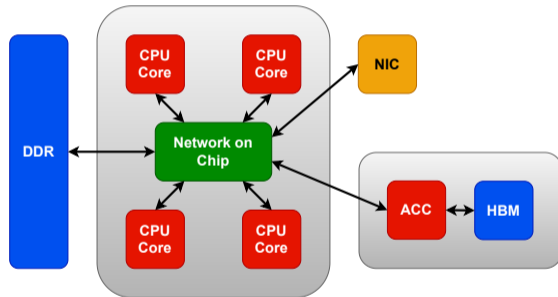 CPU
Core
CPU
Core
NIC
DDR
Network on
Chip
ACC
HBM
CPU
Core
CPU
Core